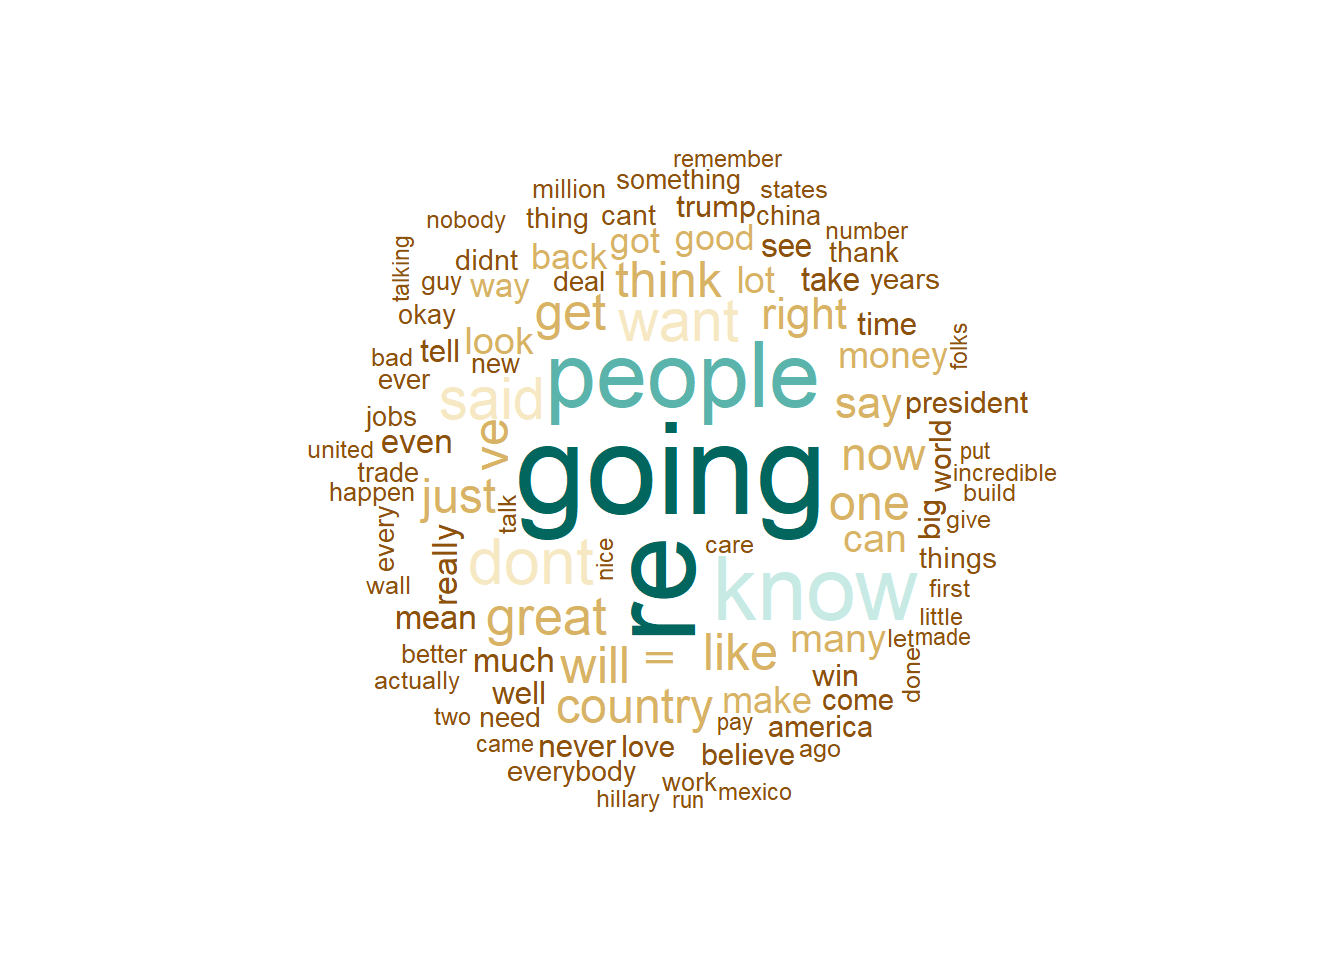 remember
something
million
states
trump
china
nobody
thing
cant
number
got
good
see
thank
talking
didnt
back
guy
way
deal
think
lot
take
years
okay
get
want
right
time
folks
bad
tell
look
new
people
money
ever
said
say
president
jobs
united
even
ve
going
now
world
put
trade
incredible
happen
just
talk
one
big
build
give
every
really
dont
nice
care
can
things
wall
re
know
first
mean
great
little
better
much
will
=
like
many
let
made
actually
well
country
make
win
done
come
two
need
pay
america
came
never
love
believe
ago
everybody
work
hillary
run
mexico